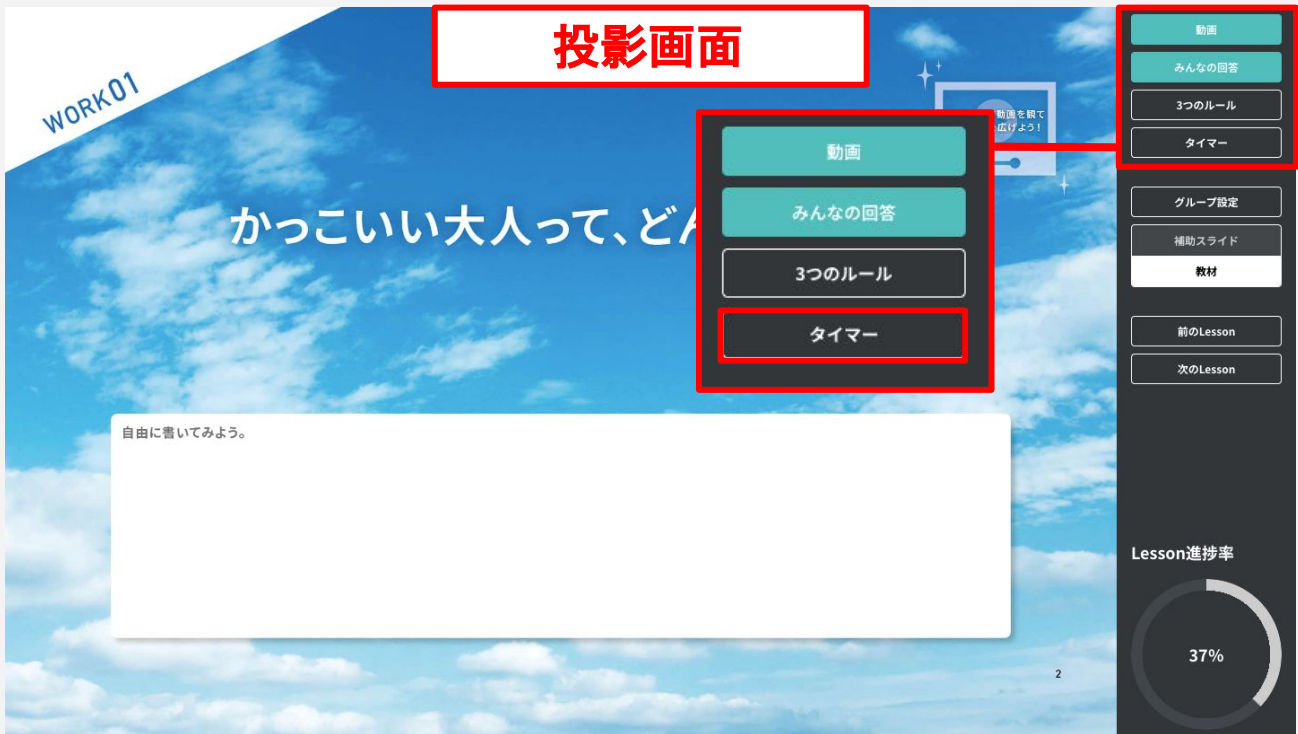 投影画面
WORK01
動画を観て
広げよう!
かっこいい大人って、ど
動画
みんなの回答
3つのルール
タイマー
自由に書いてみよう。
2
動画
みんなの回答
3つのルール
タイマー
グループ設定
補助スライド
教材
前のLesson
次のLesson
Lesson進捗率
37%